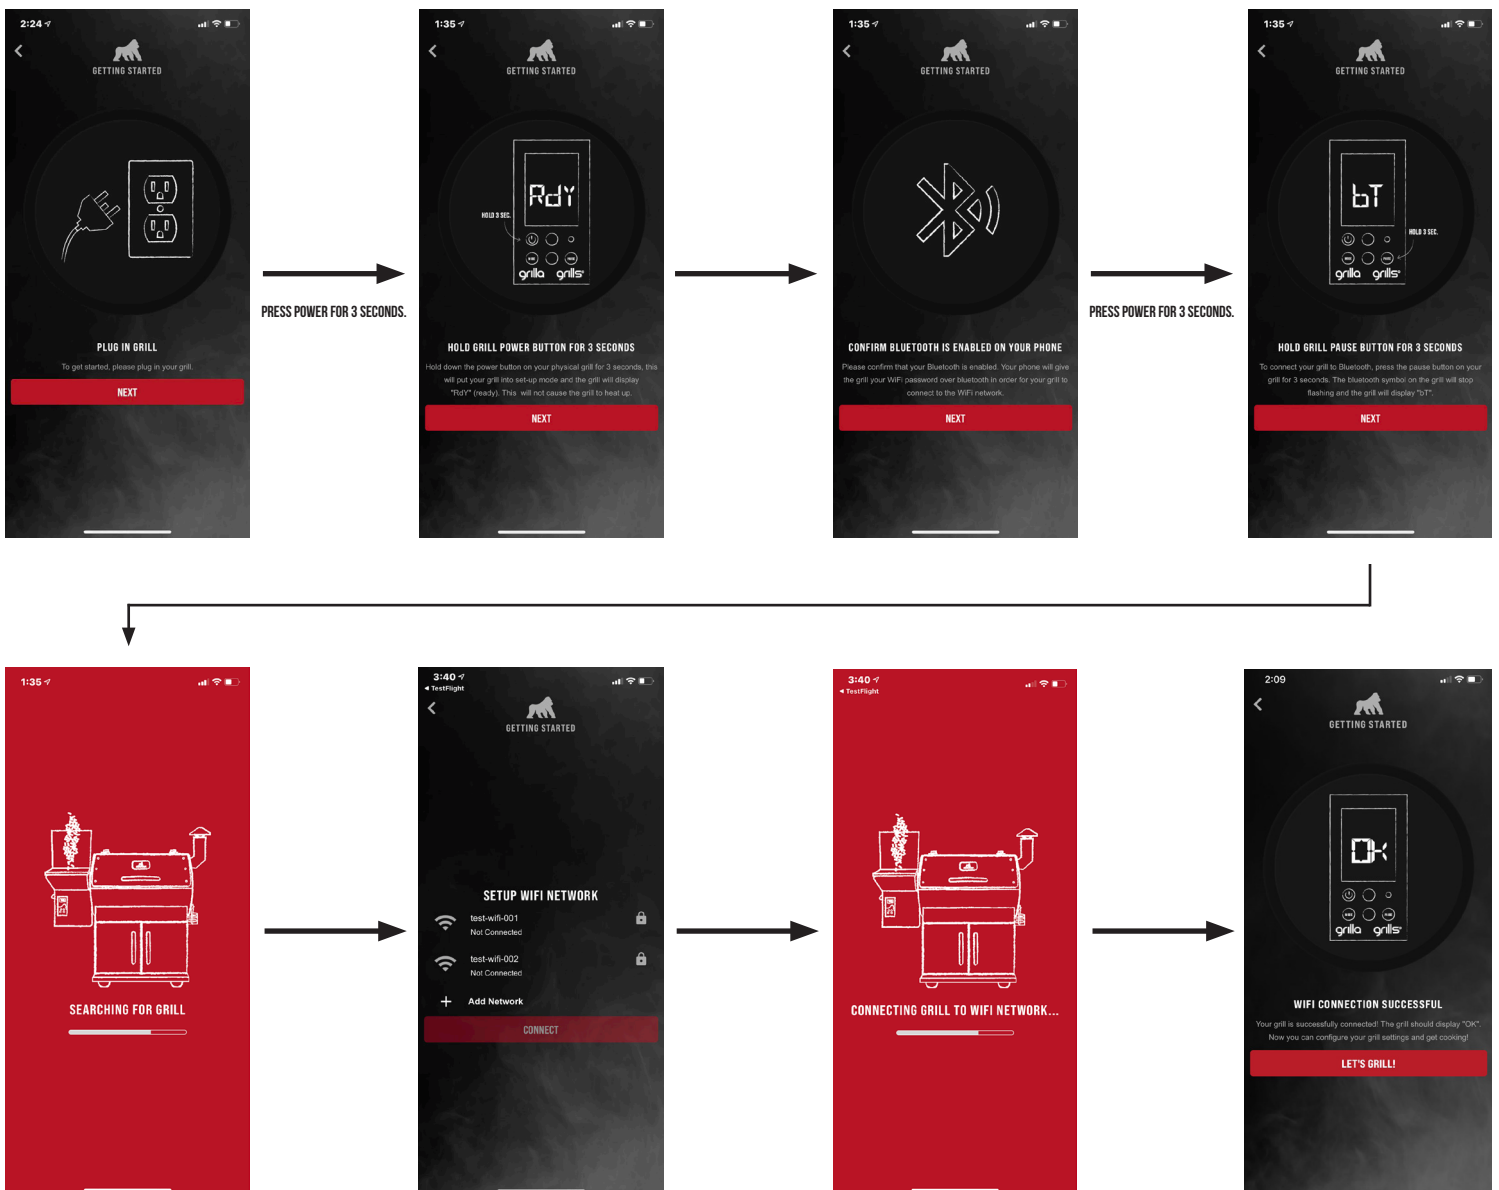 2:24
GETTING STARTED
PLUG IN GRILL
To get started, please plug in your grill.
NEXT
PRESS POWER FOR 3 SECONDS.
1:35
GETTING STARTED
HOLD 3 SEC.
RdY
grilla grills
HOLD GRILL POWER BUTTON FOR 3 SECONDS
Hold down the power button on your physical grill for 3 seconds, this
will put your grill into set-up mode and the grill will display
"RdY" (ready). This will not cause the grill to heat up.
NEXT
1:35
GETTING STARTED
CONFIRM BLUETOOTH IS ENABLED ON YOUR PHONE
Please confirm that your Bluetooth is enabled. Your phone will give
the grill your WiFi password over bluetooth in order for your grill to
connect to the WiFi network.
NEXT
PRESS POWER FOR 3 SECONDS.
1:35
GETTING STARTED
bT
HOLD 3 SEC.
grilla grills
HOLD GRILL PAUSE BUTTON FOR 3 SECONDS
To connect your grill to Bluetooth, press the pause button on your
grill for 3 seconds. The bluetooth symbol on the grill will stop
flashing and the grill will display "bT".
NEXT
1:35
SEARCHING FOR GRILL
3:40
TestFlight
GETTING STARTED
SETUP WIFI NETWORK
test-wifi-001
Not Connected
test-wifi-002
Not Connected
+ Add Network
CONNECT
3:40
TestFlight
CONNECTING GRILL TO WIFI NETWORK...
2:09
GETTING STARTED
OK
grilla grills
WIFI CONNECTION SUCCESSFUL
Your grill is successfully connected! The grill should display "OK".
Now you can configure your grill settings and get cooking!
LET'S GRILL!